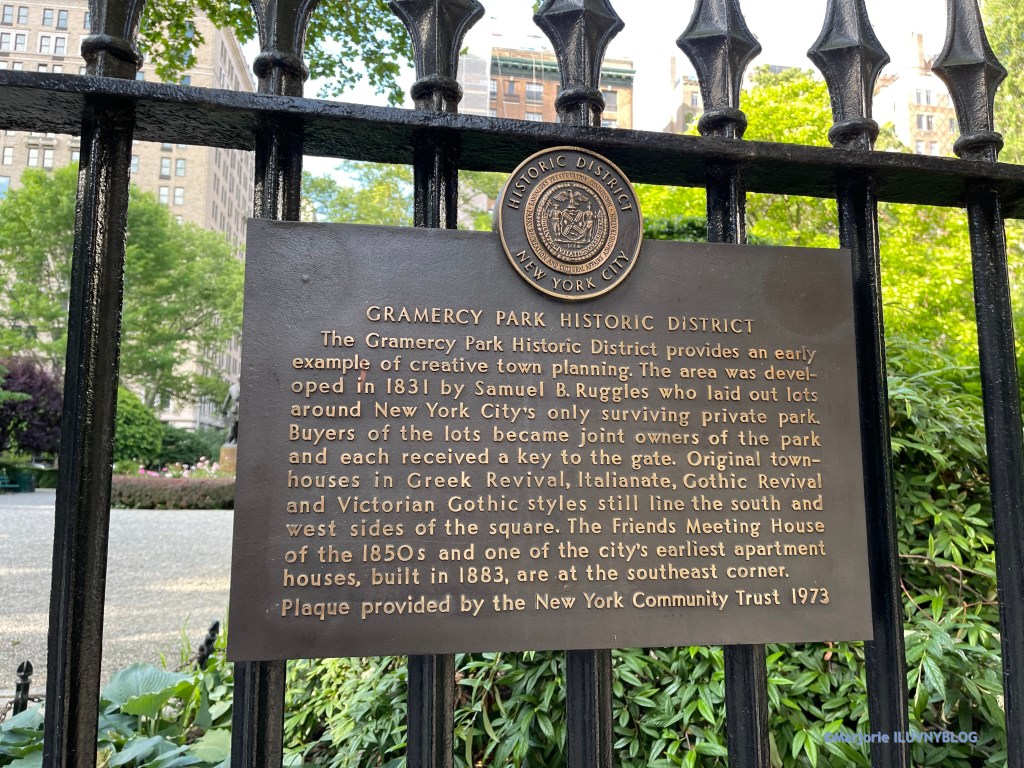 HISTORIC DISTRICT
NEW YORK CITY
GRAMERCY PARK HISTORIC DISTRICT
The Gramercy Park Historic District provides an early
example of creative town planning. The area was devel-
oped in 1831 by Samuel B. Ruggles who laid out lots
around New York City's only surviving private park.
Buyers of the lots became joint owners of the park
and each received a key to the gate. Original town-
houses in Greek Revival, Italianate, Gothic Revival
and Victorian Gothic styles still line the south and
west sides of the square. The Friends Meeting House
of the 1850s and one of the city's earliest apartment
houses, built in 1883, are at the southeast corner.
Plaque provided by the New York Community Trust 1973
©Marjorie ILUVNYBLOG